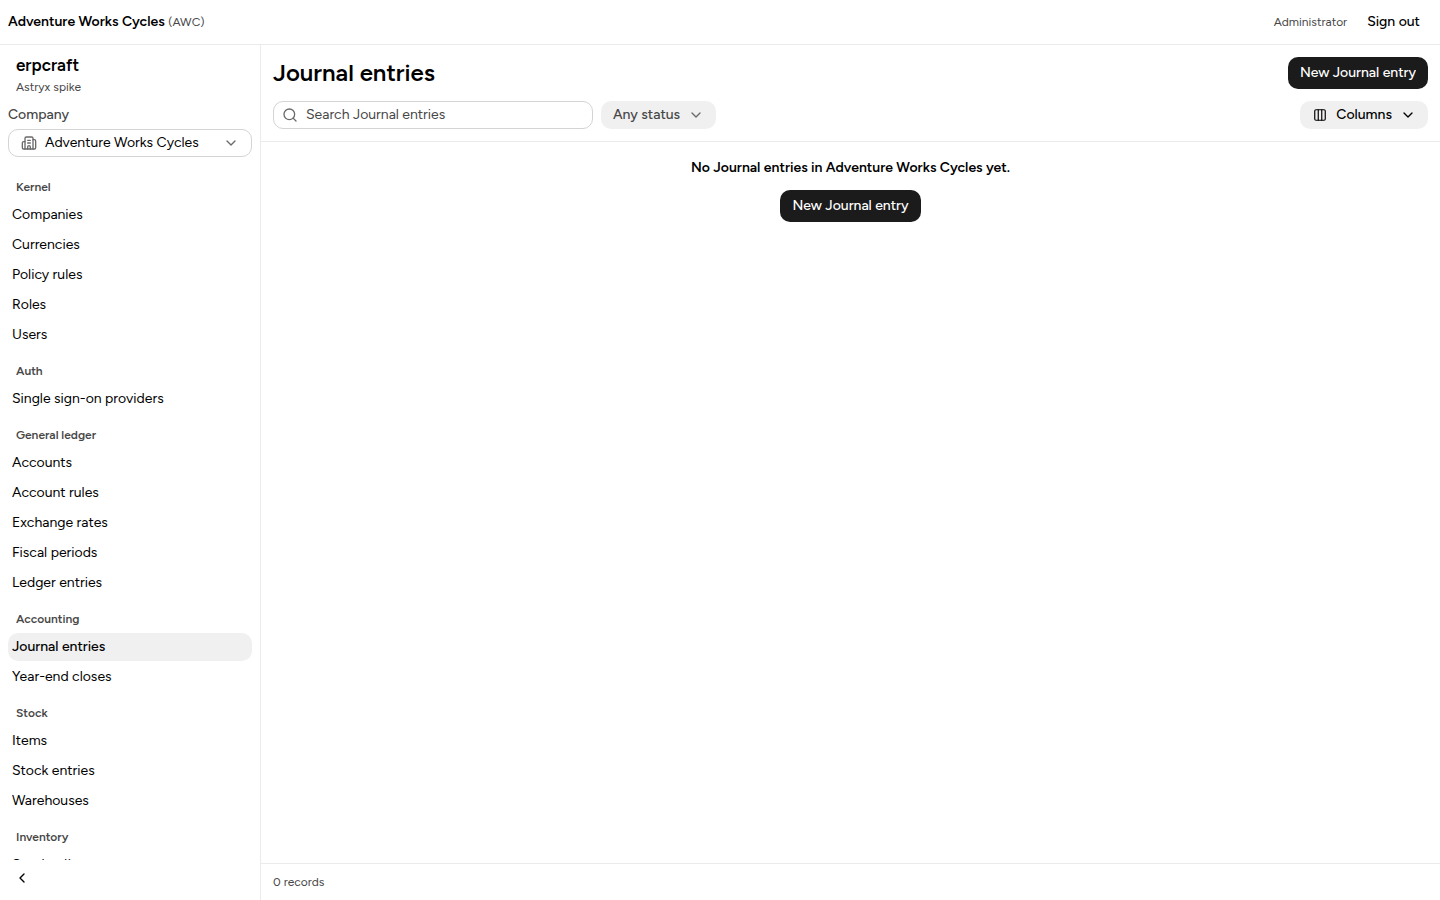 Adventure Works Cycles (AWC)
Administrator
Sign out
erpcraft
Astryx spike
Company
Adventure Works Cycles
Kernel
Companies
Currencies
Policy rules
Roles
Users
Auth
Single sign-on providers
General ledger
Accounts
Account rules
Exchange rates
Fiscal periods
Ledger entries
Accounting
Journal entries
Year-end closes
Stock
Items
Stock entries
Warehouses
Inventory
Journal entries
New Journal entry
Search Journal entries
Any status
Columns
No Journal entries in Adventure Works Cycles yet.
New Journal entry
0 records